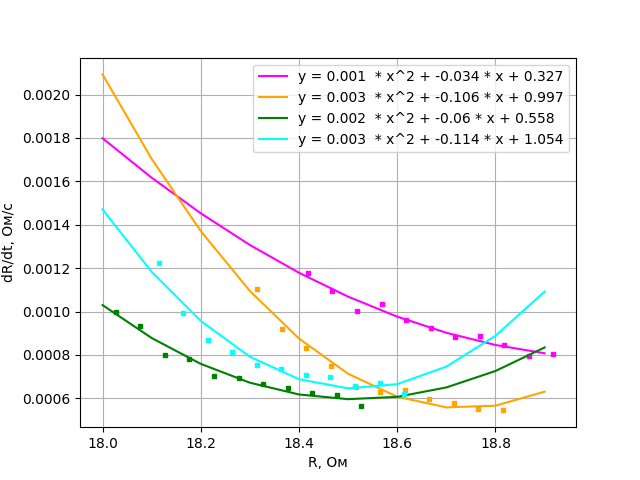 y = 0.001  * x^2 + -0.034 * x + 0.327
y = 0.003  * x^2 + -0.106 * x + 0.997
y = 0.002  * x^2 + -0.06 * x + 0.558
y = 0.003  * x^2 + -0.114 * x + 1.054
0.0020
0.0018
0.0016
0.0014
0.0012
0.0010
0.0008
0.0006
dR/dt, Ом/с
18.0 18.2 18.4 18.6 18.8
R, Ом